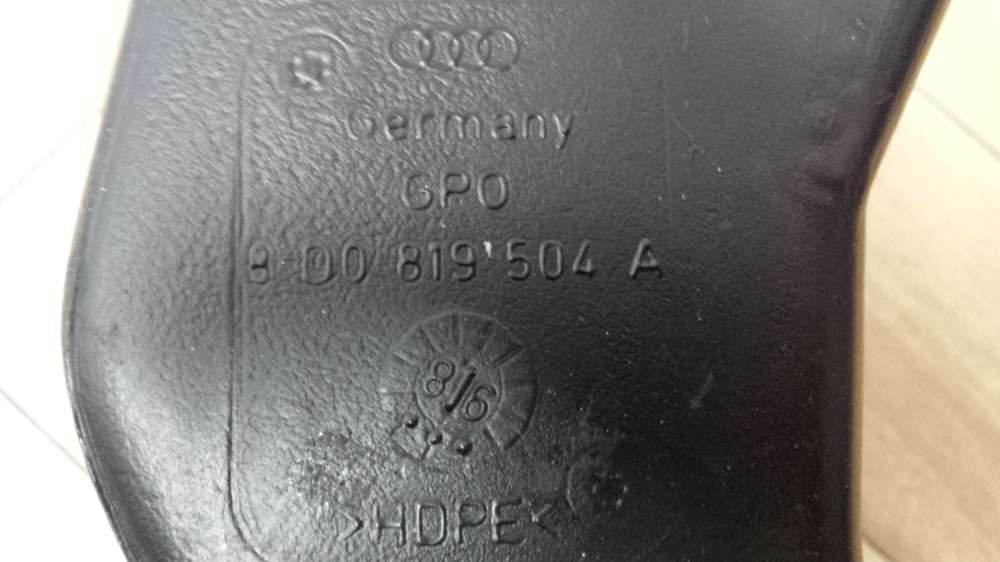 Germany
GPO
8 D0 819 504 A
8 6
>HDPE<